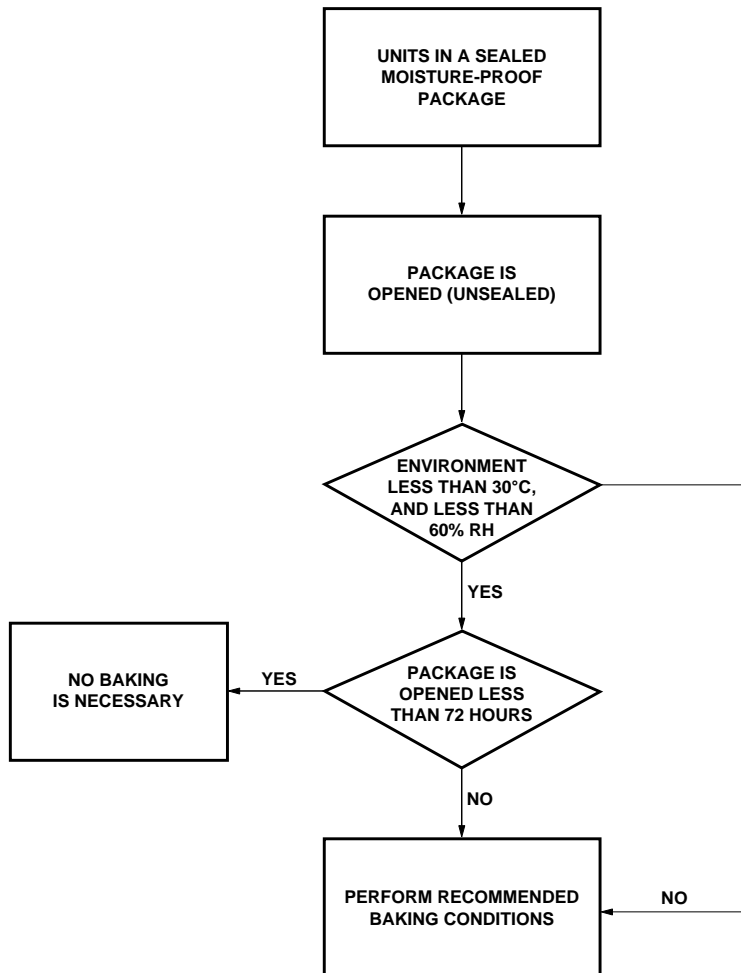 UNITS IN A SEALED
MOISTURE-PROOF
PACKAGE
PACKAGE IS
OPENED (UNSEALED)
ENVIRONMENT
LESS THAN 30°C,
AND LESS THAN
60% RH
YES
NO BAKING
IS NECESSARY
YES
PACKAGE IS
OPENED LESS
THAN 72 HOURS
NO
PERFORM RECOMMENDED
BAKING CONDITIONS
NO